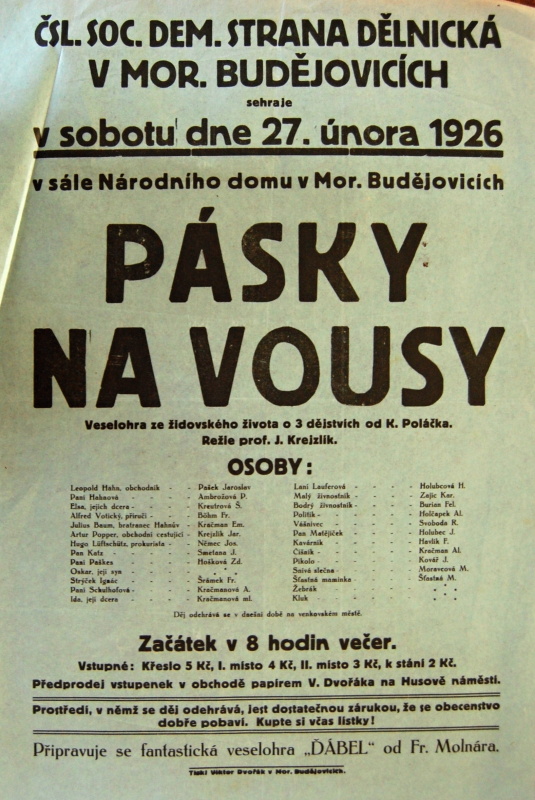 ČSL. SOC. DEM. STRANA DĚLNICKÁ
V MOR. BUDĚJOVICÍCH
sehraje
v sobotu dne 27. února 1926
v sále Národního domu v Mor. Budějovicích
PÁSKY
NA VOUSY
Veselohra ze židovského života o 3 dějstvích od K. Poláčka.
Režie prof. J. Krejzlík.
OSOBY:
Leopold Hahn, obchodník - - Pašek Jaroslav
Paní Hahnová - - - - Ambrožová P.
Elsa, jejich dcera - - - - Kreutrová Š.
Alfred Votický, příručí - - Böhm Fr.
Julius Baum, bratranec Hahnův - Kračman Em.
Artur Popper, obchodní cestující - Krejzlík Jar.
Hugo Lüftschütz, prokurista - - Němec Jos.
Pan Katz - - - - Smetana J.
Paní Paškes - - - - Hošková Zd.
Oskar, její syn - - - - * * *
Strýček Ignác - - - - Šrámek Fr.
Paní Schulhofová - - - - Kračmanová A.
Ida, její dcera - - - - Kračmanová ml.
Lani Lauferová - - - - Holubcová H.
Malý živnostník - - - - Zajíc Kar.
Bodrý živnostník - - - - Burian Fel.
Politik - - - - Holčapek Al.
Vášnivec - - - - Svoboda R.
Pan Matějíček - - - - Holubec J.
Kavárník - - - - Havlík F.
Číšník - - - - Kročman Al.
Pikolo - - - - Kovář J.
Snivá slečna - - - - Moravcová M.
Šťastná maminka - - - - Šťastná M.
Žebrák - - - - * * *
Kluk - - - - * * *
Děj odehrává se v dnešní době na venkovském městě.
Začátek v 8 hodin večer.
Vstupné: Křeslo 5 Kč, I. místo 4 Kč, II. místo 3 Kč, k stání 2 Kč.
Předprodej vstupenek v obchodě papírem V. Dvořáka na Husově náměstí.
Prostředí, v němž se děj odehrává, jest dostatečnou zárukou, že se obecenstvo
dobře pobaví. Kupte si včas lístky!
Připravuje se fantastická veselohra „ĎÁBEL" od Fr. Molnára.
Tiskl Viktor Dvořák v Mor. Budějovicích.